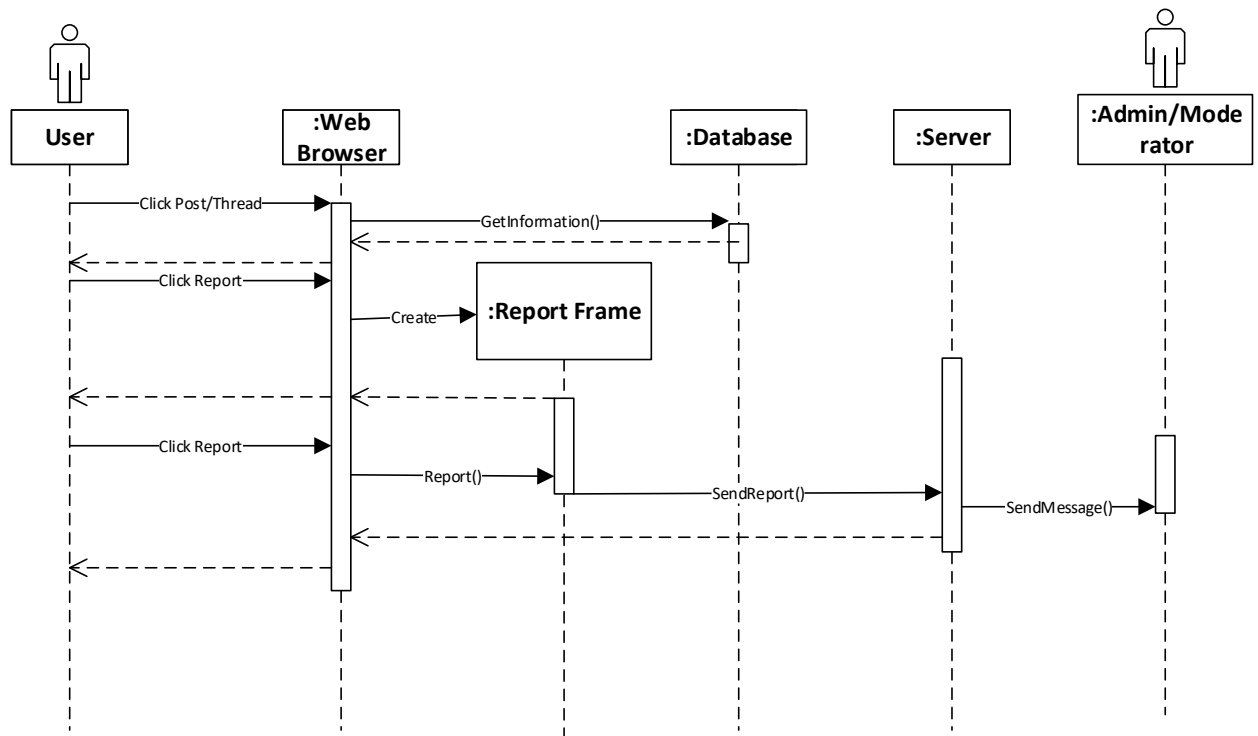 User
:Web
Browser
:Database
:Server
:Admin/Mode
rator
Click Post/Thread
GetInformation()
Click Report
Create
:Report Frame
Click Report
Report()
SendReport()
SendMessage()